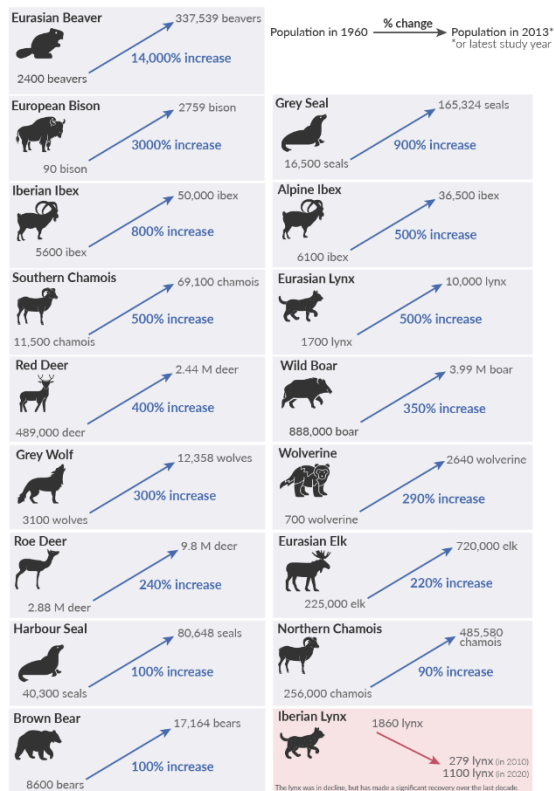 Eurasian Beaver
337,539 beavers
14,000% increase
2400 beavers
Population in 1960
% change
Population in 2013*
*or latest study year
European Bison
2759 bison
3000% increase
90 bison
Grey Seal
165,324 seals
900% increase
16,500 seals
Iberian Ibex
50,000 ibex
800% increase
5600 ibex
Alpine Ibex
36,500 ibex
500% increase
6100 ibex
Southern Chamois
69,100 chamois
500% increase
11,500 chamois
Eurasian Lynx
10,000 lynx
500% increase
1700 lynx
Red Deer
2.44 M deer
400% increase
489,000 deer
Wild Boar
3.99 M boar
350% increase
888,000 boar
Grey Wolf
12,358 wolves
300% increase
3100 wolves
Wolverine
2640 wolverine
290% increase
700 wolverine
Roe Deer
9.8 M deer
240% increase
2.88 M deer
Eurasian Elk
720,000 elk
220% increase
225,000 elk
Harbour Seal
80,648 seals
100% increase
40,300 seals
Northern Chamois
485,580
chamois
90% increase
256,000 chamois
Brown Bear
17,164 bears
100% increase
8600 bears
Iberian Lynx
1860 lynx
279 lynx (in 2010)
1100 lynx (in 2020)
The lynx was in decline, but has made a significant recovery over the last decade.